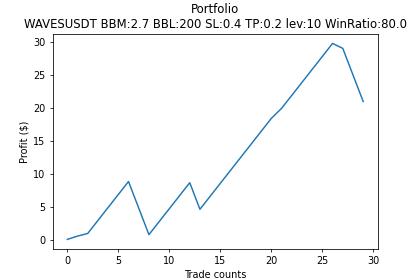 Portfolio
WAVESUSDT BBM:2.7 BBL:200 SL:0.4 TP:0.2 lev:10 WinRatio:80.0
30
25
20
15
10
5
0
Profit ($)
0 5 10 15 20 25 30
Trade counts